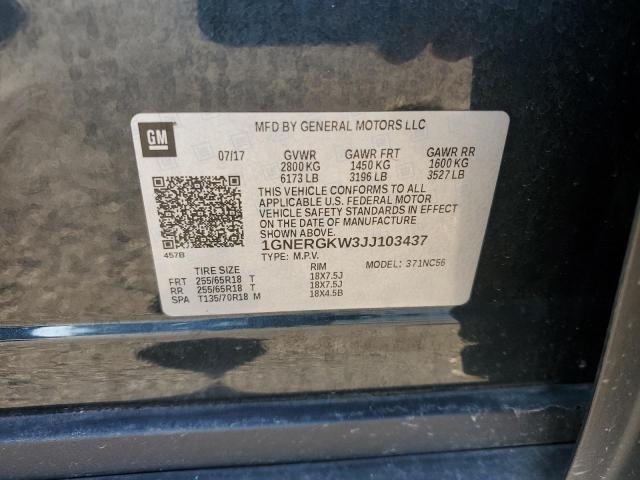 GM
MFD BY GENERAL MOTORS LLC
07/17 GVWR GAWR FRT GAWR RR
2800 KG 1450 KG 1600 KG
6173 LB 3196 LB 3527 LB
THIS VEHICLE CONFORMS TO ALL
APPLICABLE U.S. FEDERAL MOTOR
VEHICLE SAFETY STANDARDS IN EFFECT
ON THE DATE OF MANUFACTURE
SHOWN ABOVE.
457B
1GNERGKW3JJ103437
TYPE: M.P.V. MODEL: 371NC56
TIRE SIZE RIM
FRT 255/65R18 T 18X7.5J
RR 255/65R18 T 18X7.5J
SPA T135/70R18 M 18X4.5B